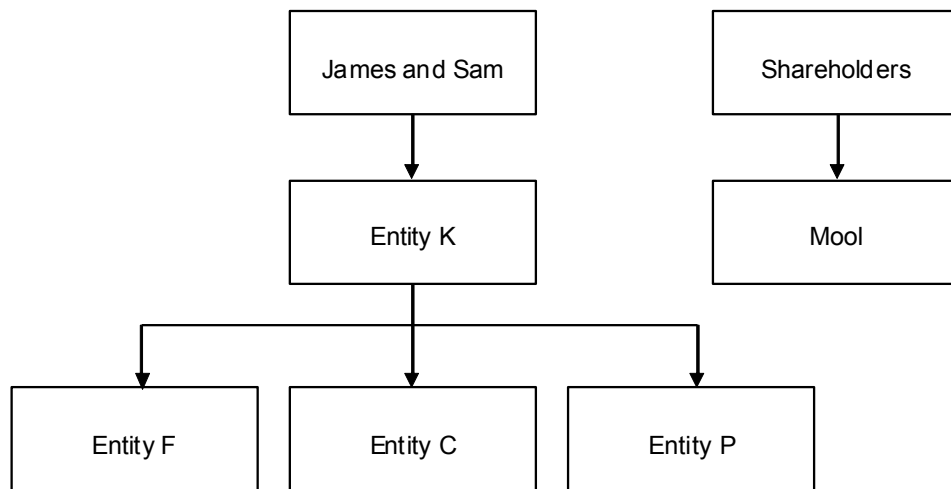 James and Sam
Shareholders
Entity K
Mool
Entity F
Entity C
Entity P